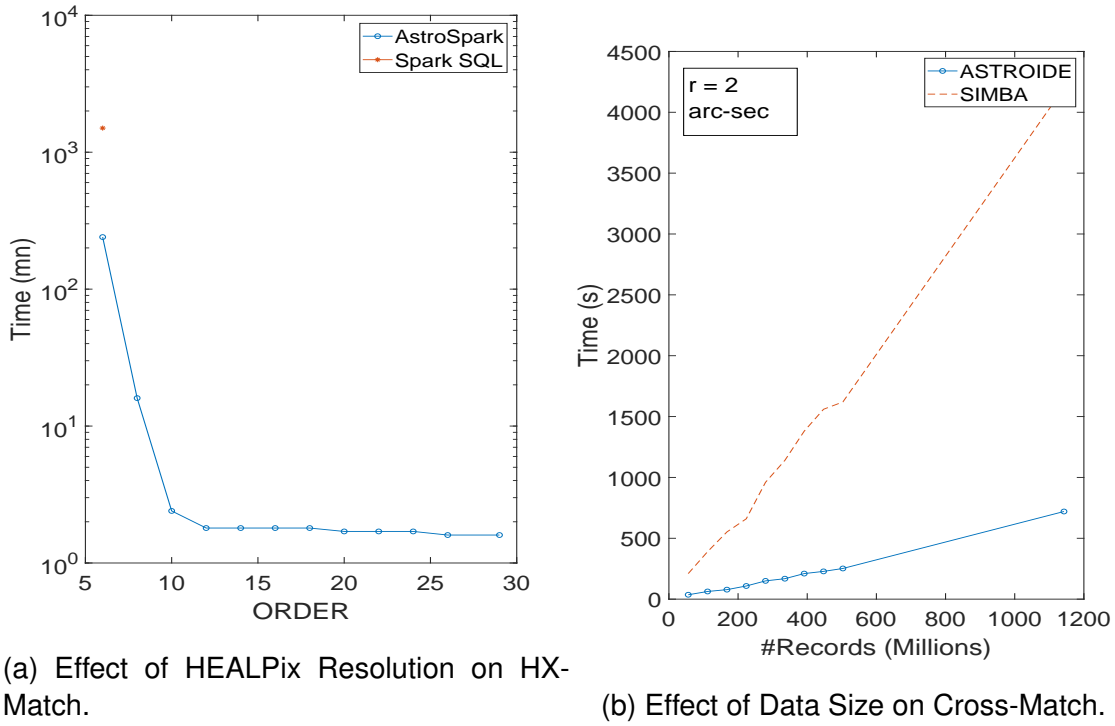 10^4
10^3
10^2
10^1
10^0
Time (mn)
AstroSpark
Spark SQL
5 10 15 20 25 30
ORDER
(a) Effect of HEALPix Resolution on HX-
Match.
4500
4000
3500
3000
2500
2000
1500
1000
500
0
Time (s)
r = 2
arc-sec
ASTROIDE
SIMBA
0 200 400 600 800 1000 1200
#Records (Millions)
(b) Effect of Data Size on Cross-Match.